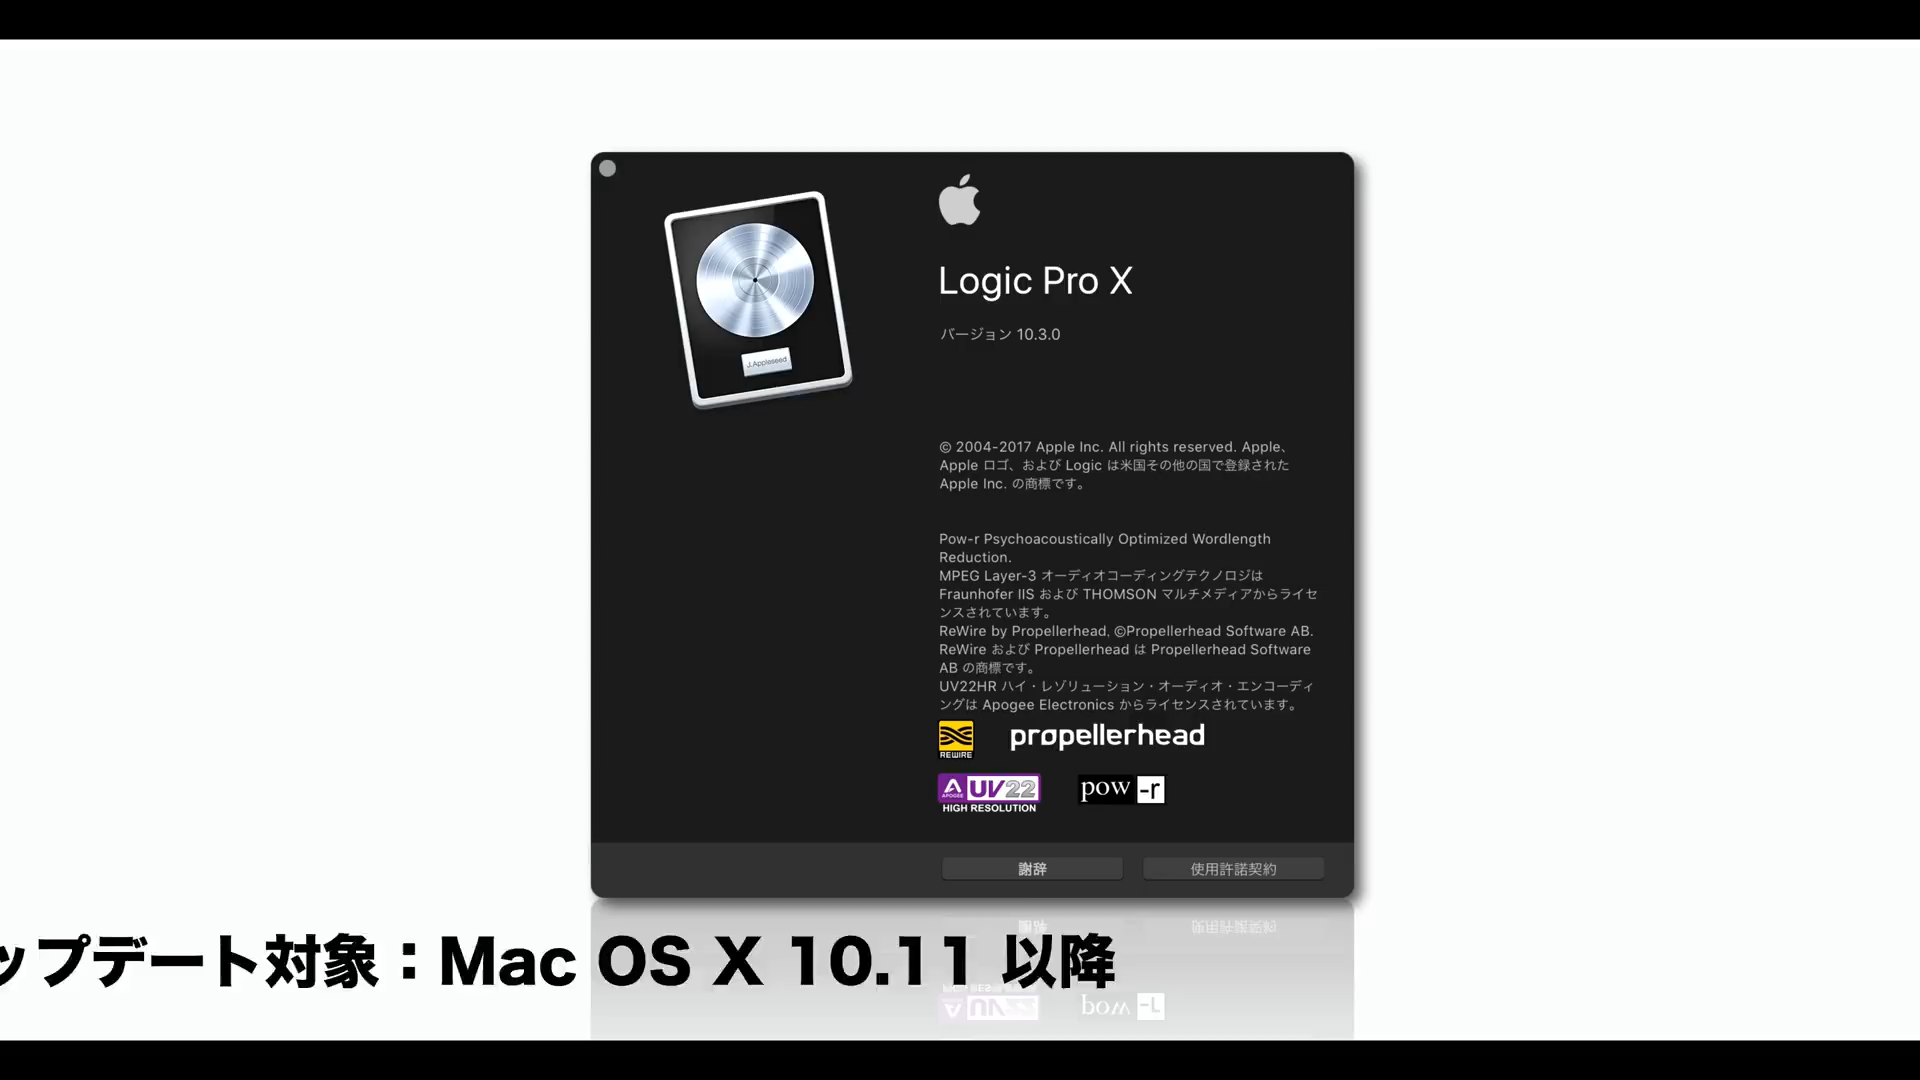 J.Appleseed
Logic Pro X
バージョン 10.3.0
© 2004-2017 Apple Inc. All rights reserved. Apple、
Apple ロゴ、および Logic は米国その他の国で登録された
Apple Inc. の商標です。
Pow-r Psychoacoustically Optimized Wordlength
Reduction.
MPEG Layer-3 オーディオコーディングテクノロジは
Fraunhofer IIS および THOMSON マルチメディアからライセ
ンスされています。
ReWire by Propellerhead, ©Propellerhead Software AB.
ReWire および Propellerhead は Propellerhead Software
AB の商標です。
UV22HR ハイ・レゾリューション・オーディオ・エンコーディ
ングは Apogee Electronics からライセンスされています。
REWIRE
propellerhead
APOGEE UV22
HIGH RESOLUTION
pow-r
謝辞 使用許諾契約
ップデート対象：Mac OS X 10.11 以降